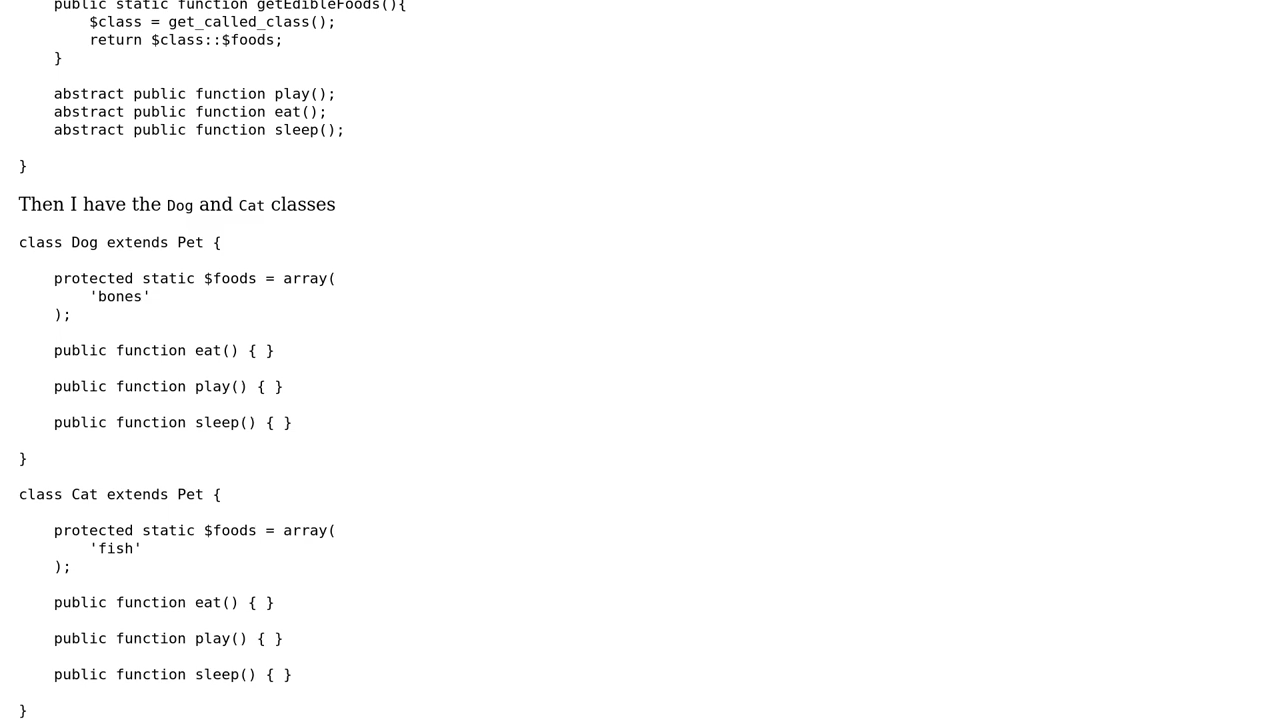 public static function getEdibleFoods(){
        $class = get_called_class();
        return $class::$foods;
    }

    abstract public function play();
    abstract public function eat();
    abstract public function sleep();

}

Then I have the Dog and Cat classes

class Dog extends Pet {

    protected static $foods = array(
        'bones'
    );

    public function eat() { }

    public function play() { }

    public function sleep() { }

}

class Cat extends Pet {

    protected static $foods = array(
        'fish'
    );

    public function eat() { }

    public function play() { }

    public function sleep() { }

}